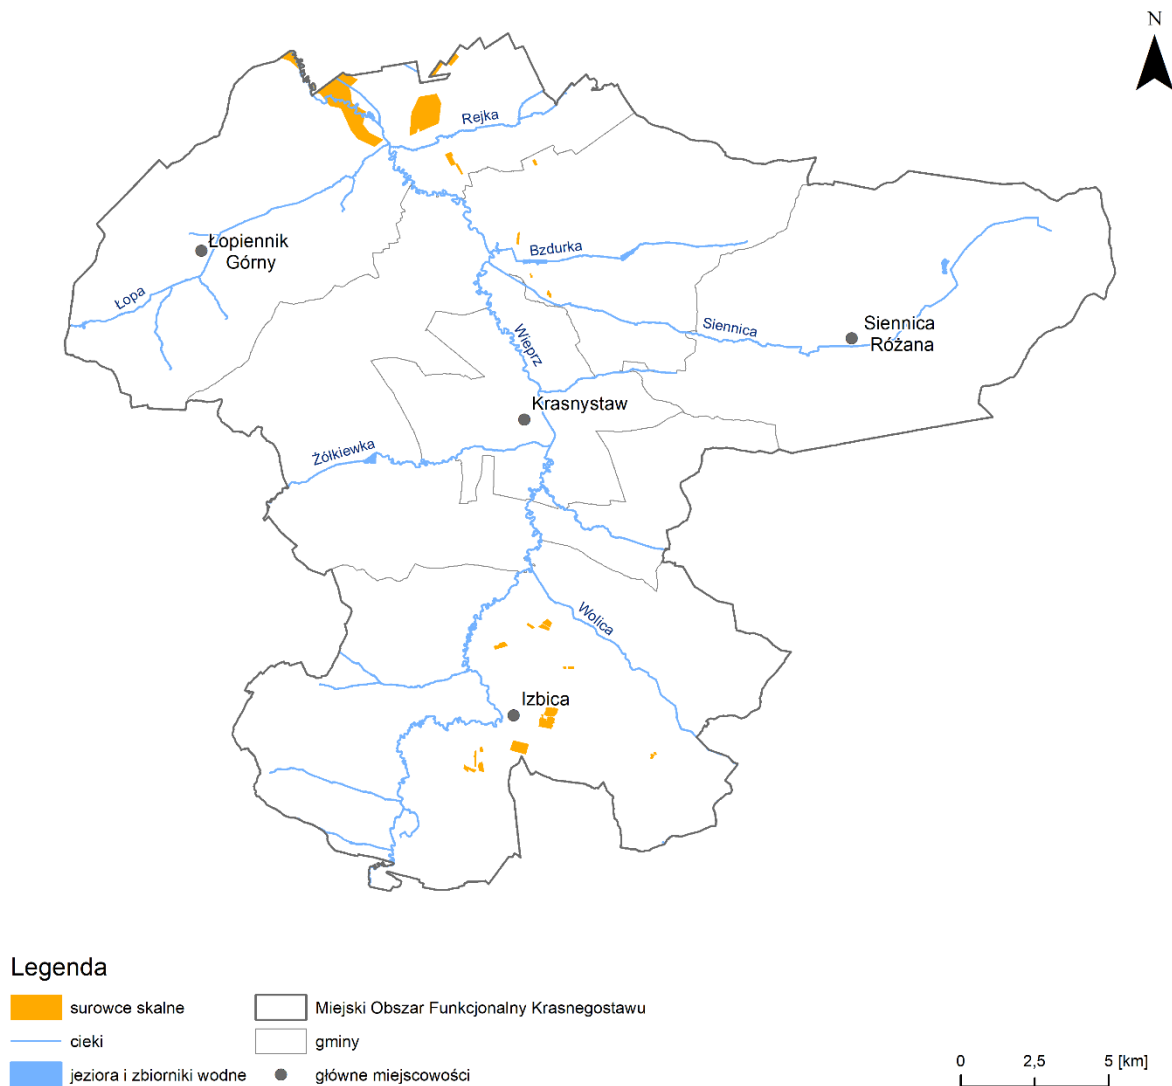 N
Rejka
Łopiennik
Górny
Bzdurka
Łopa
Siennica
Siennica
Różana
Wieprz
Krasnystaw
Żółkiewka
Wolica
Izbica
Legenda
surowce skalne
Miejski Obszar Funkcjonalny Krasnegostawu
cieki
gminy
jeziora i zbiorniki wodne
główne miejscowości
0 2,5 5 [km]